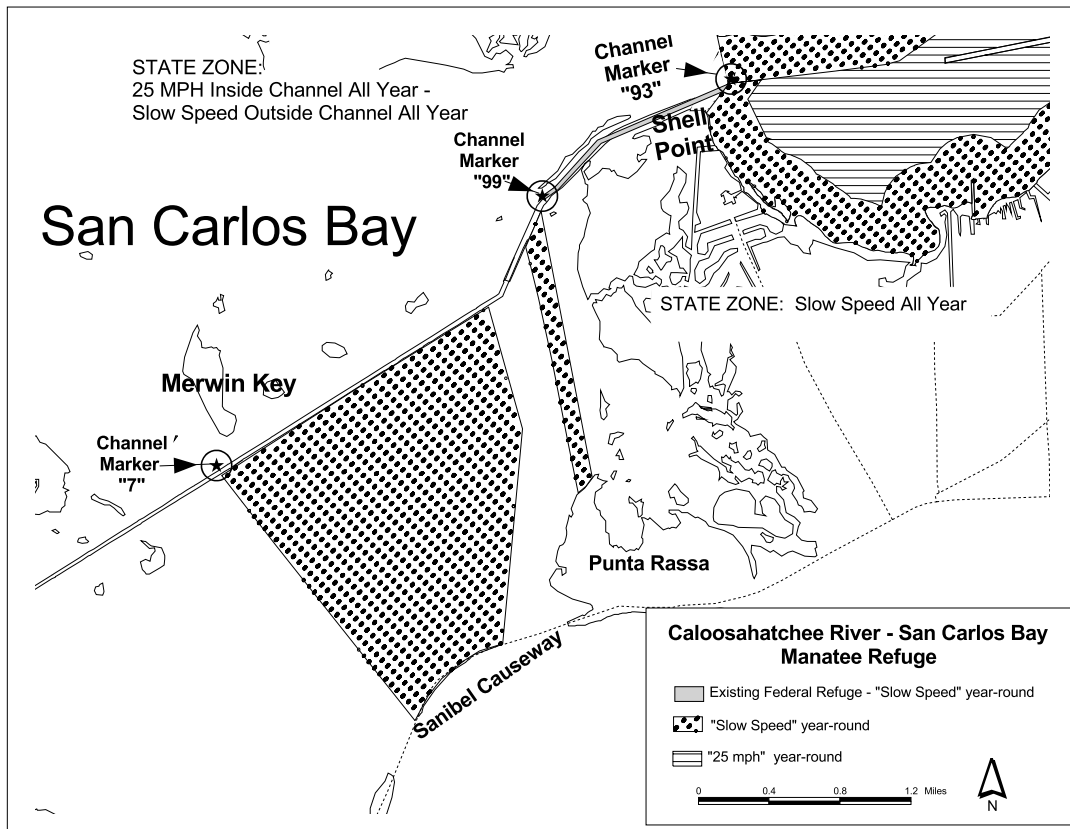 STATE ZONE:
25 MPH Inside Channel All Year -
Slow Speed Outside Channel All Year
Channel
Marker
"93"
Shell
Point
Channel
Marker
"99"
San Carlos Bay
STATE ZONE: Slow Speed All Year
Merwin Key
Channel
Marker
"7"
Punta Rassa
Sanibel Causeway
Caloosahatchee River - San Carlos Bay
Manatee Refuge
Existing Federal Refuge - "Slow Speed" year-round
"Slow Speed" year-round
"25 mph" year-round
0 0.4 0.8 1.2 Miles
N